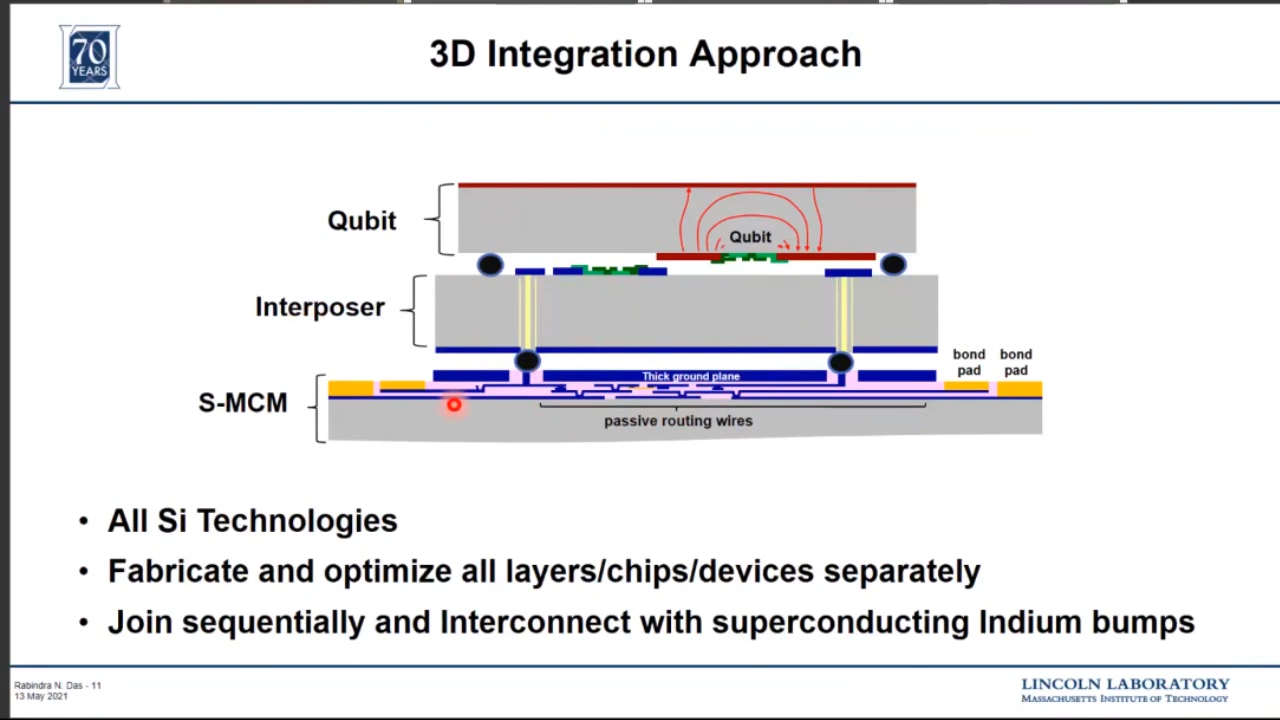 70
YEARS
3D Integration Approach
Qubit
Qubit
Interposer
bond
pad
bond
pad
Thick ground plane
S-MCM
passive routing wires
• All Si Technologies
• Fabricate and optimize all layers/chips/devices separately
• Join sequentially and Interconnect with superconducting Indium bumps
Rabindra N. Das - 11
13 May 2021
LINCOLN LABORATORY
MASSACHUSETTS INSTITUTE OF TECHNOLOGY